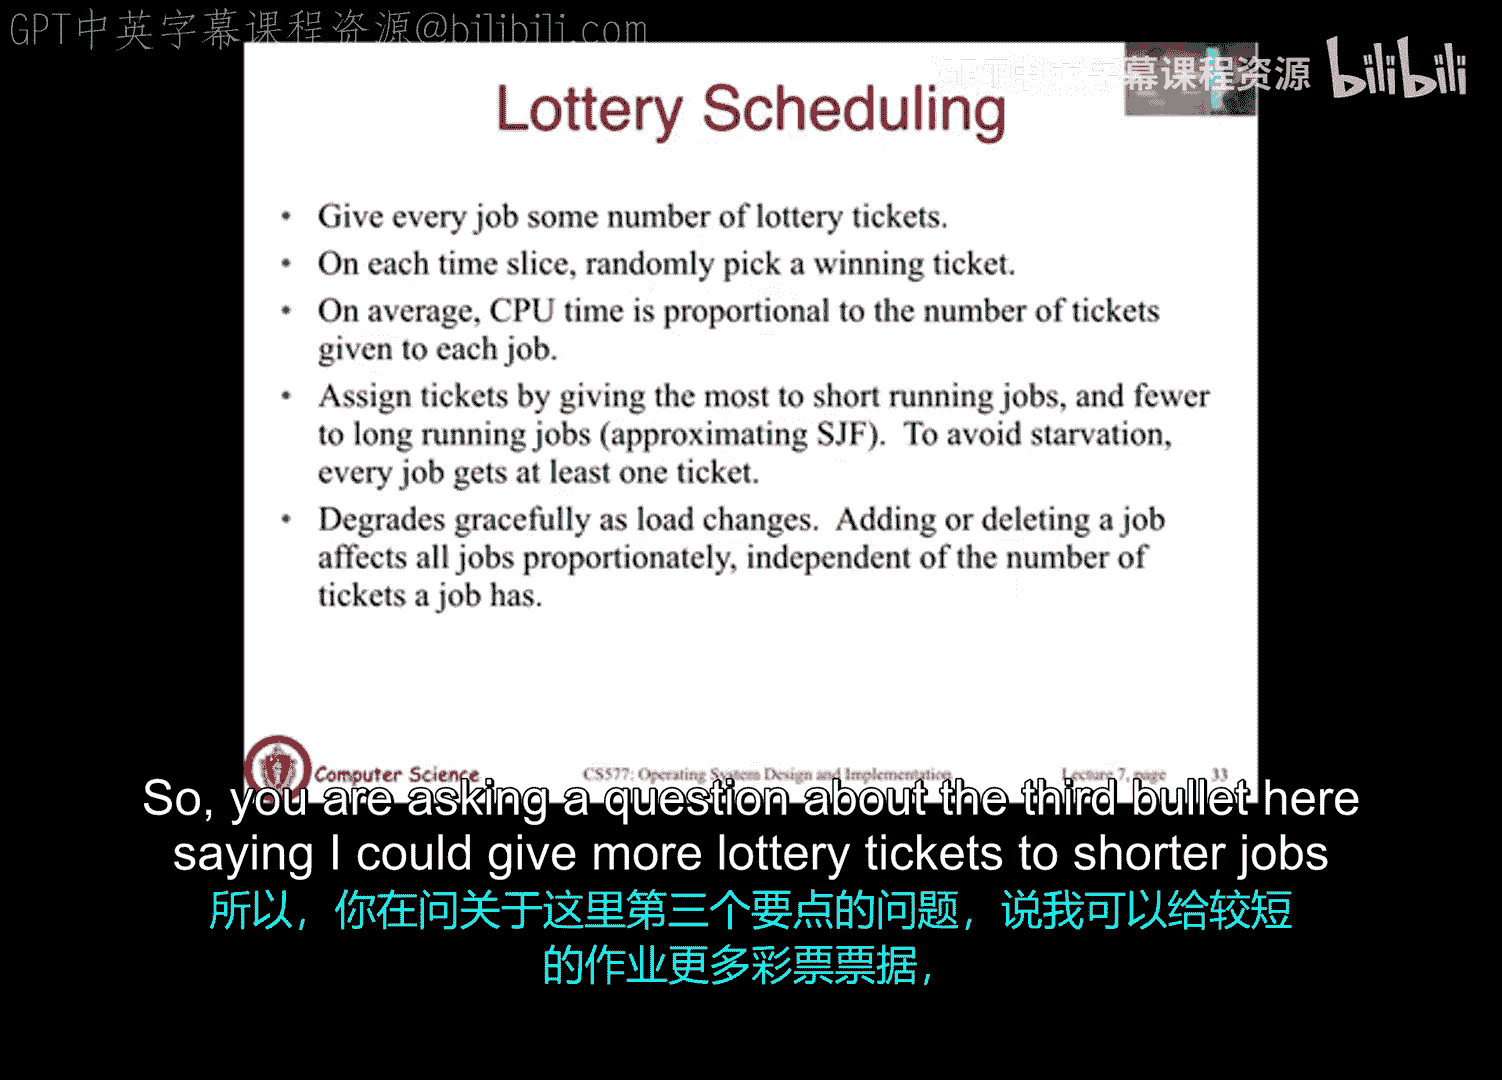 GPT中英字幕课程资源@bilibili.com
幕课程资源 bilibili
Lottery Scheduling
• Give every job some number of lottery tickets.
• On each time slice, randomly pick a winning ticket.
• On average, CPU time is proportional to the number of tickets
given to each job.
• Assign tickets by giving the most to short running jobs, and fewer
to long running jobs (approximating SJF). To avoid starvation,
every job gets at least one ticket.
• Degrades gracefully as load changes. Adding or deleting a job
affects all jobs proportionately, independent of the number of
tickets a job has.
Computer Science CS577: Operating System Design and Implementation Lecture 7, page 33
So, you are asking a question about the third bullet here
saying I could give more lottery tickets to shorter jobs
所以，你在问关于这里第三个要点的问题，说我可以给较短
的作业更多彩票票据，